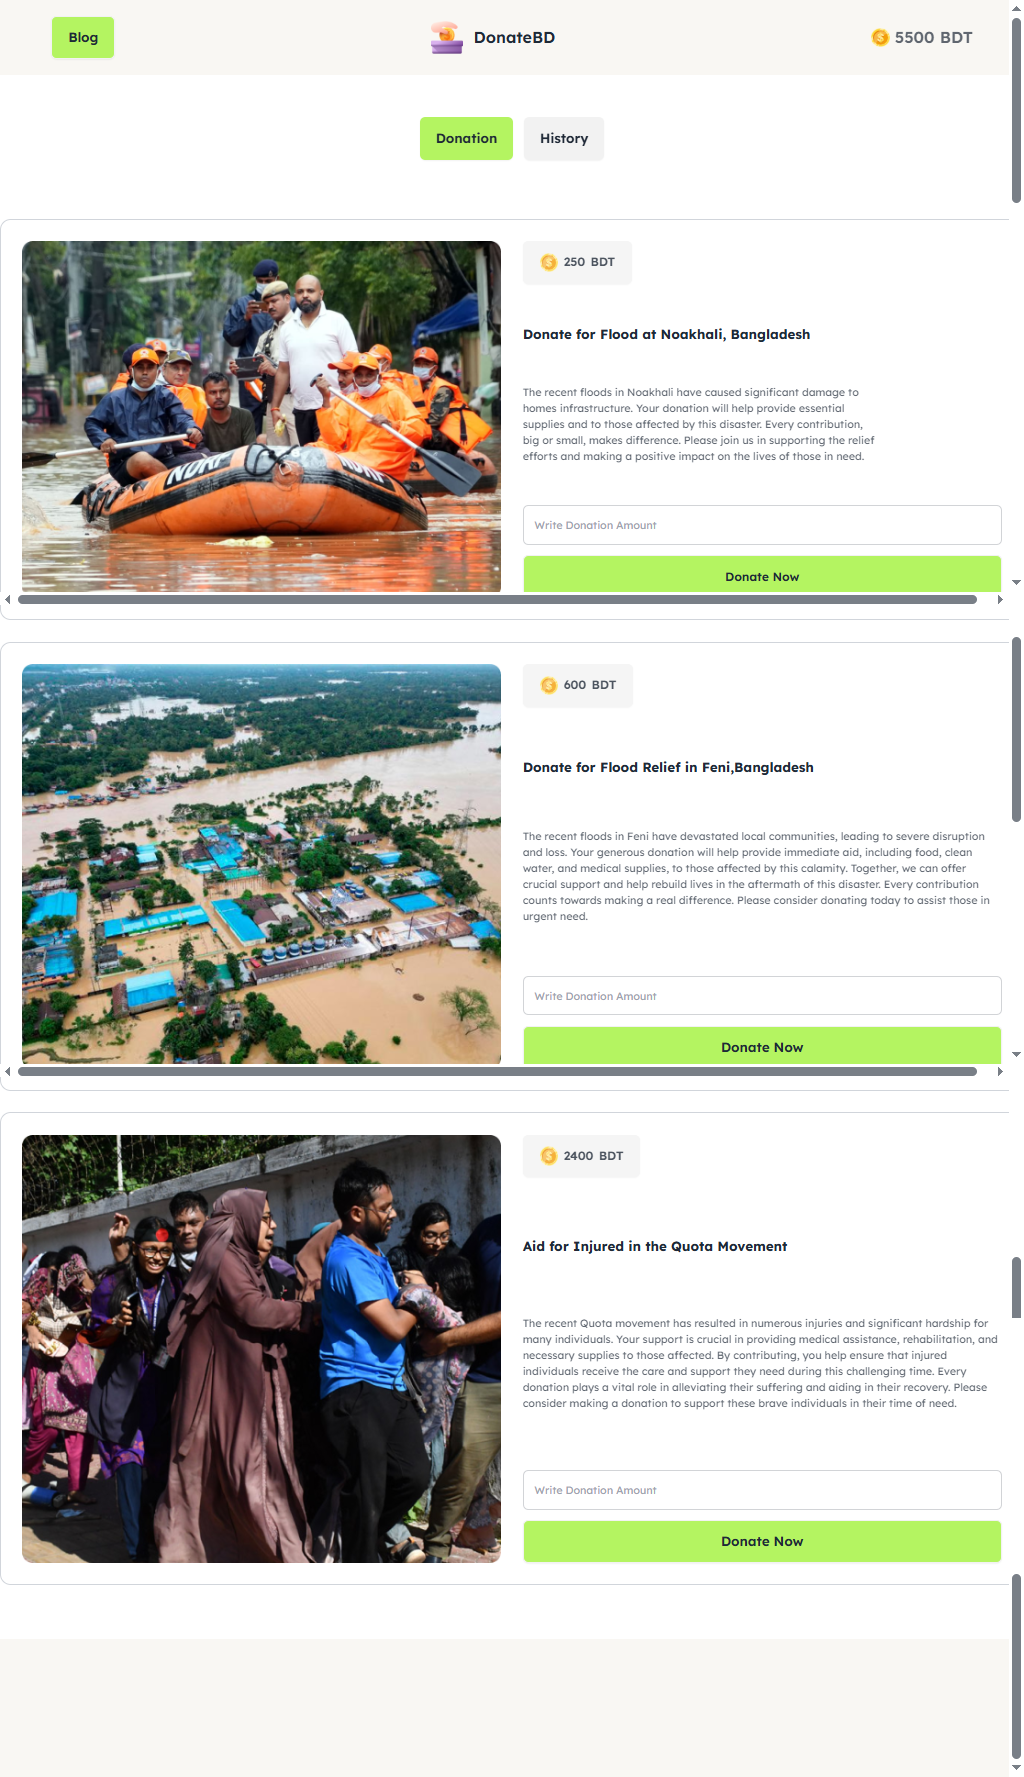 Blog
DonateBD
5500 BDT
Donation
History
250 BDT
Donate for Flood at Noakhali, Bangladesh
The recent floods in Noakhali have caused significant damage to
homes infrastructure. Your donation will help provide essential
supplies and to those affected by this disaster. Every contribution,
big or small, makes difference. Please join us in supporting the relief
efforts and making a positive impact on the lives of those in need.
Write Donation Amount
Donate Now
600 BDT
Donate for Flood Relief in Feni,Bangladesh
The recent floods in Feni have devastated local communities, leading to severe disruption
and loss. Your generous donation will help provide immediate aid, including food, clean
water, and medical supplies, to those affected by this calamity. Together, we can offer
crucial support and help rebuild lives in the aftermath of this disaster. Every contribution
counts towards making a real difference. Please consider donating today to assist those in
urgent need.
Write Donation Amount
Donate Now
2400 BDT
Aid for Injured in the Quota Movement
The recent Quota movement has resulted in numerous injuries and significant hardship for
many individuals. Your support is crucial in providing medical assistance, rehabilitation, and
necessary supplies to those affected. By contributing, you help ensure that injured
individuals receive the care and support they need during this challenging time. Every
donation plays a vital role in alleviating their suffering and aiding in their recovery. Please
consider making a donation to support these brave individuals in their time of need.
Write Donation Amount
Donate Now